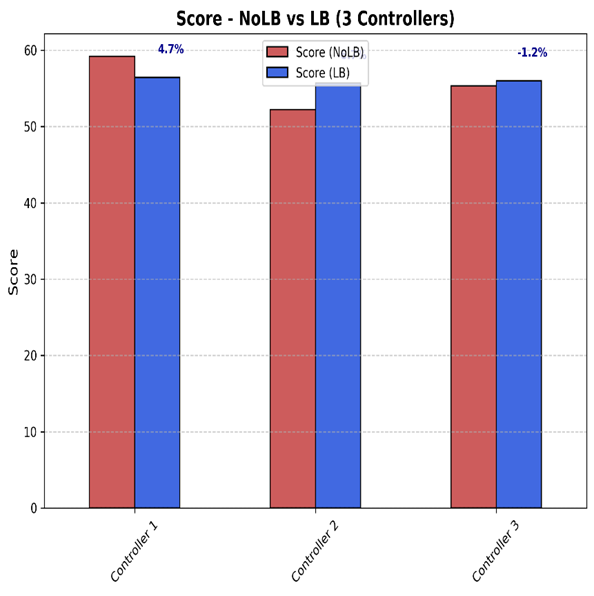 Score - NoLB vs LB (3 Controllers)
4.7%
Score (NoLB)
Score (LB)
-1.2%
60
50
40
30
20
10
0
Score
Controller 1
Controller 2
Controller 3